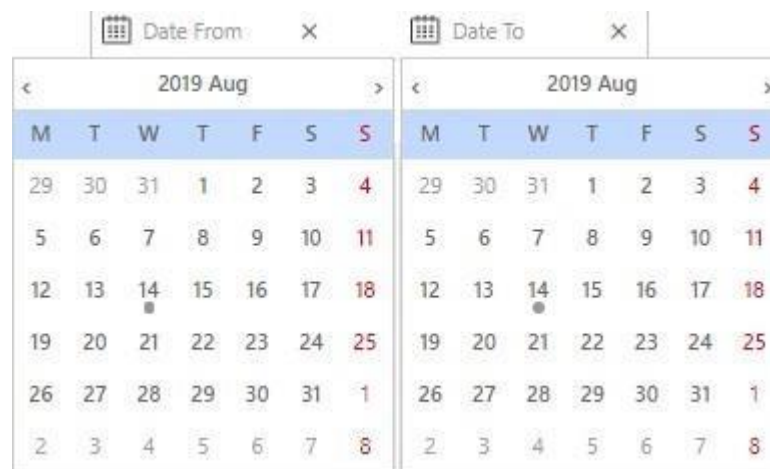 Date From ×
Date To ×
‹ 2019 Aug ›
M T W T F S S
29 30 31 1 2 3 4
5 6 7 8 9 10 11
12 13 14 15 16 17 18
19 20 21 22 23 24 25
26 27 28 29 30 31 1
2 3 4 5 6 7 8
‹ 2019 Aug ›
M T W T F S S
29 30 31 1 2 3 4
5 6 7 8 9 10 11
12 13 14 15 16 17 18
19 20 21 22 23 24 25
26 27 28 29 30 31 1
2 3 4 5 6 7 8